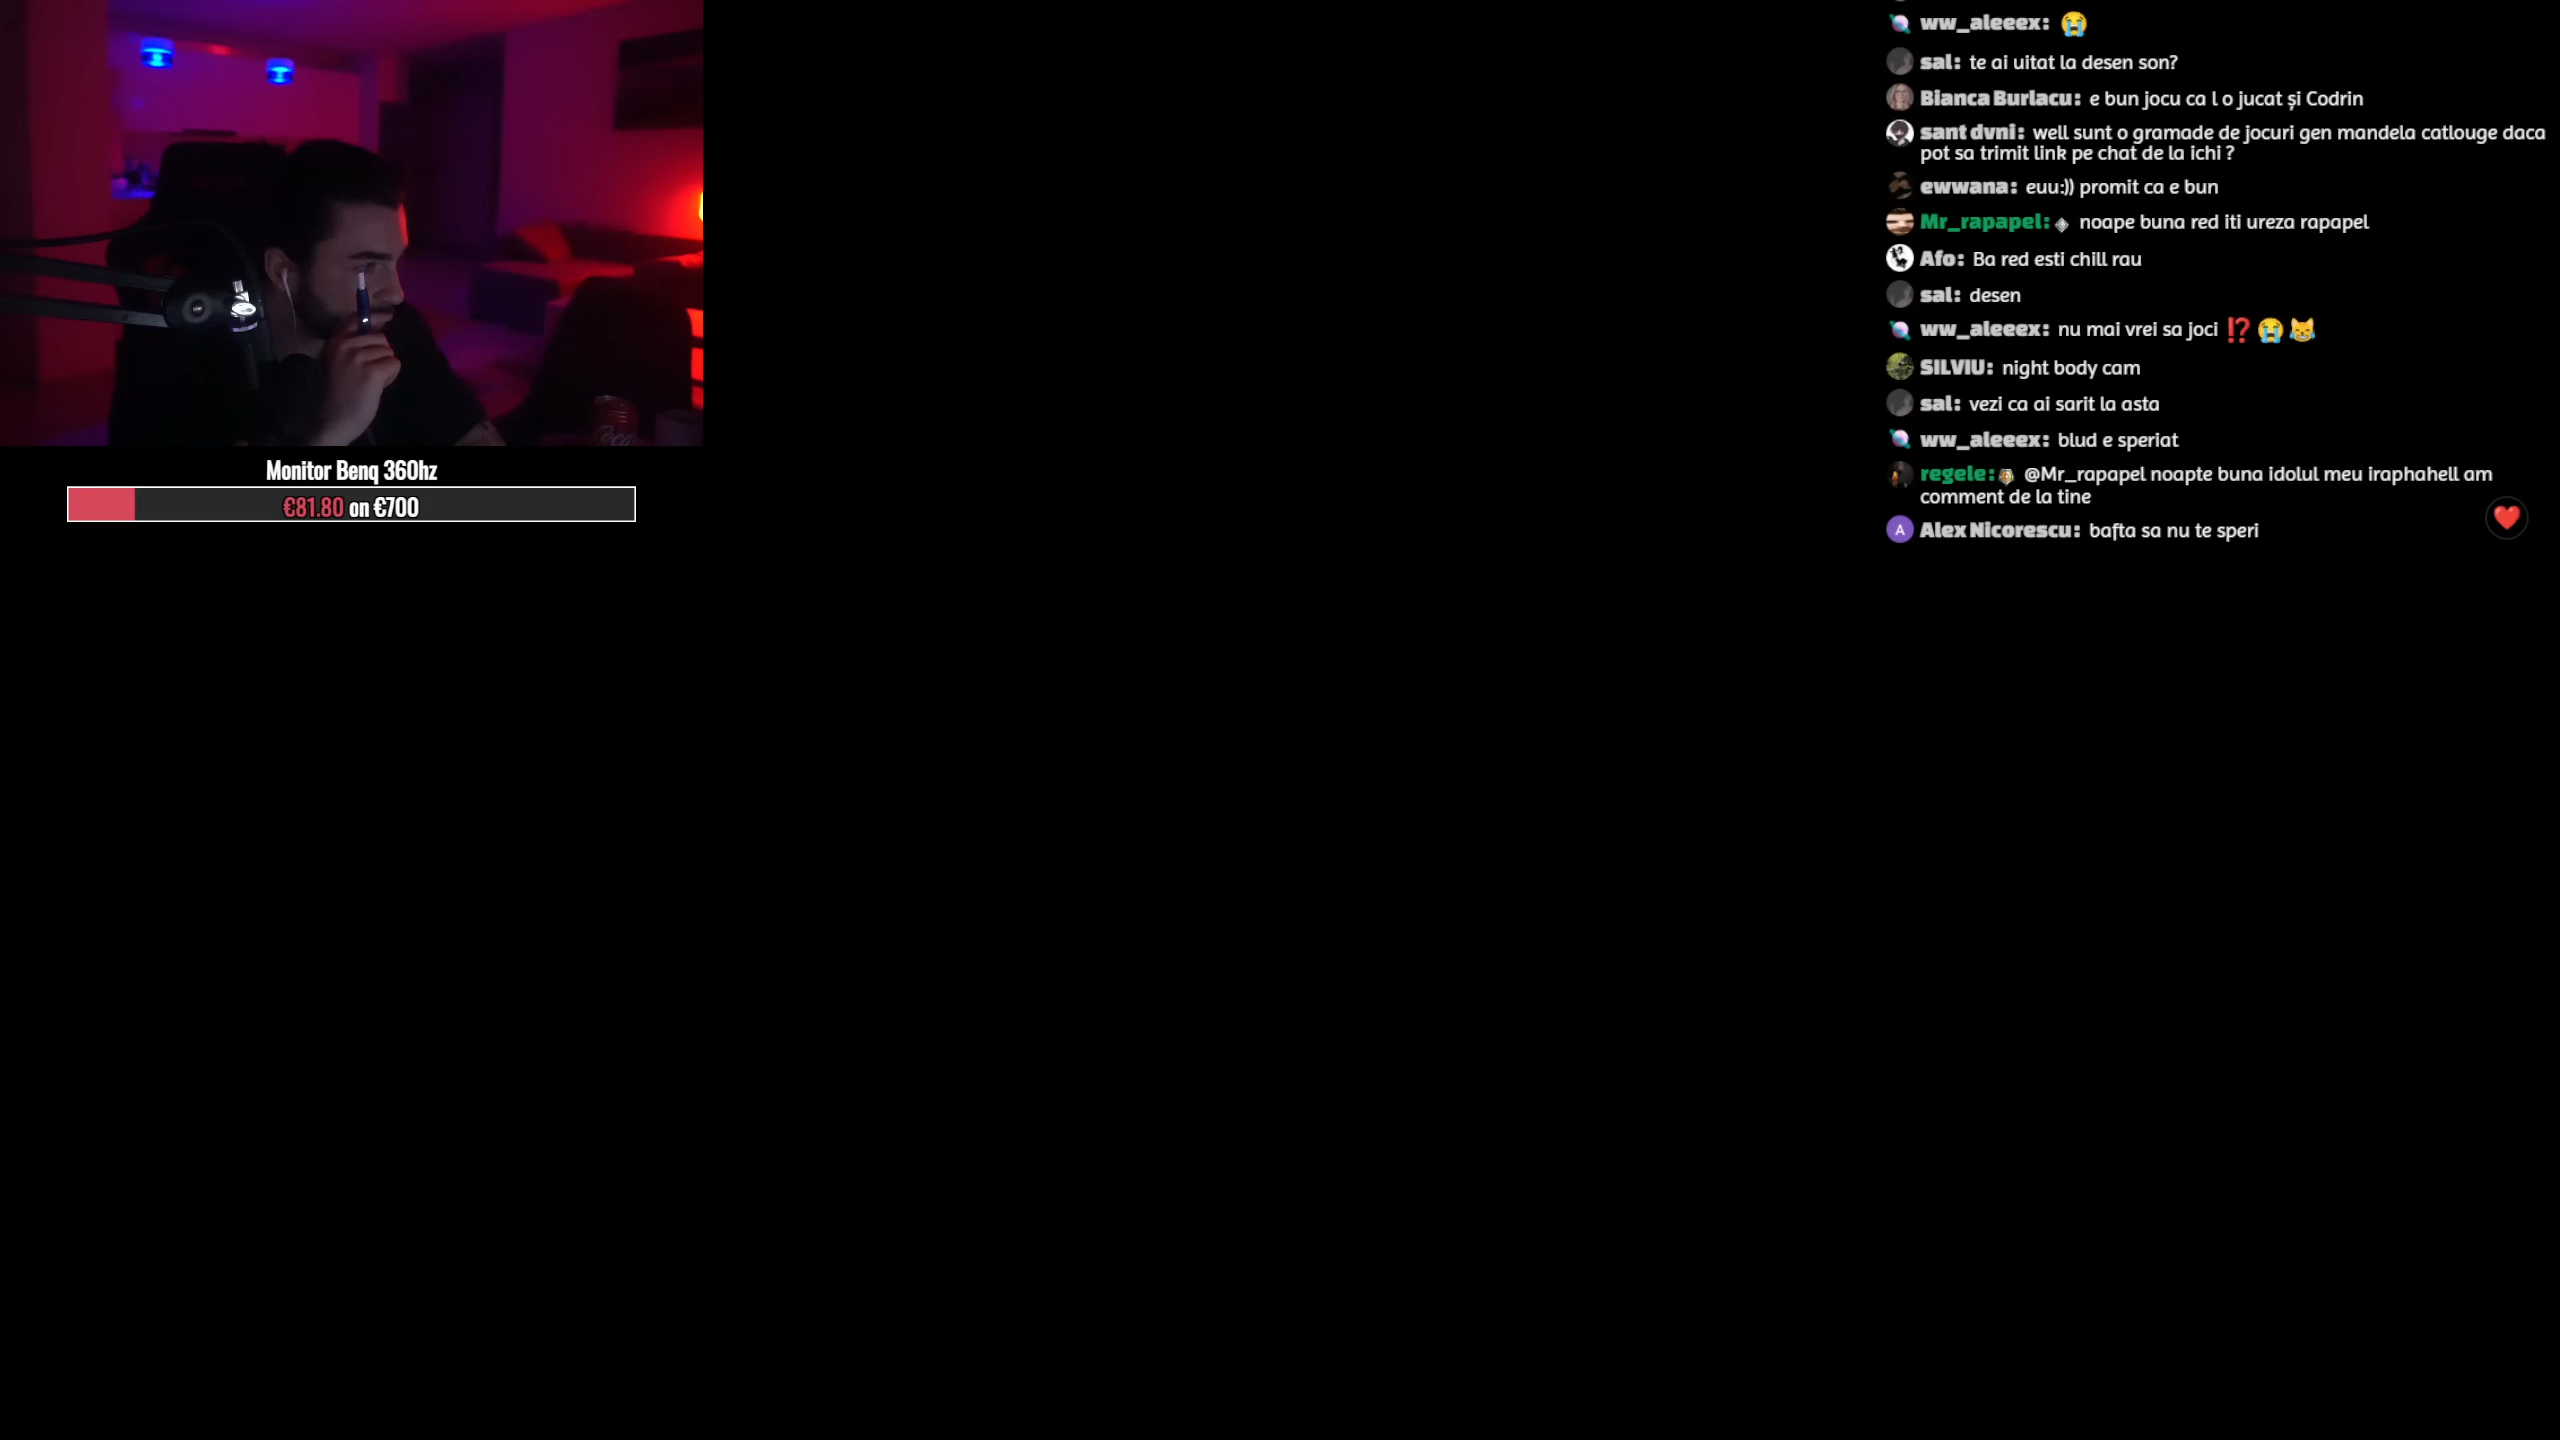 ww_aleeex: 😭
sal: te ai uitat la desen son?
Bianca Burlacu: e bun jocu ca l o jucat și Codrin
sant dvni: well sunt o gramade de jocuri gen mandela catlouge daca
pot sa trimit link pe chat de la ichi ?
ewwana: euu:)) promit ca e bun
Mr_rapapel: noape buna red iti ureza rapapel
Afo: Ba red esti chill rau
sal: desen
ww_aleeex: nu mai vrei sa joci ⁉️😭😹
SILVIU: night body cam
sal: vezi ca ai sarit la asta
ww_aleeex: blud e speriat
regele: @Mr_rapapel noapte buna idolul meu iraphahell am
comment de la tine
A Alex Nicorescu: bafta sa nu te speri
Monitor Benq 360hz
€81.80 on €700